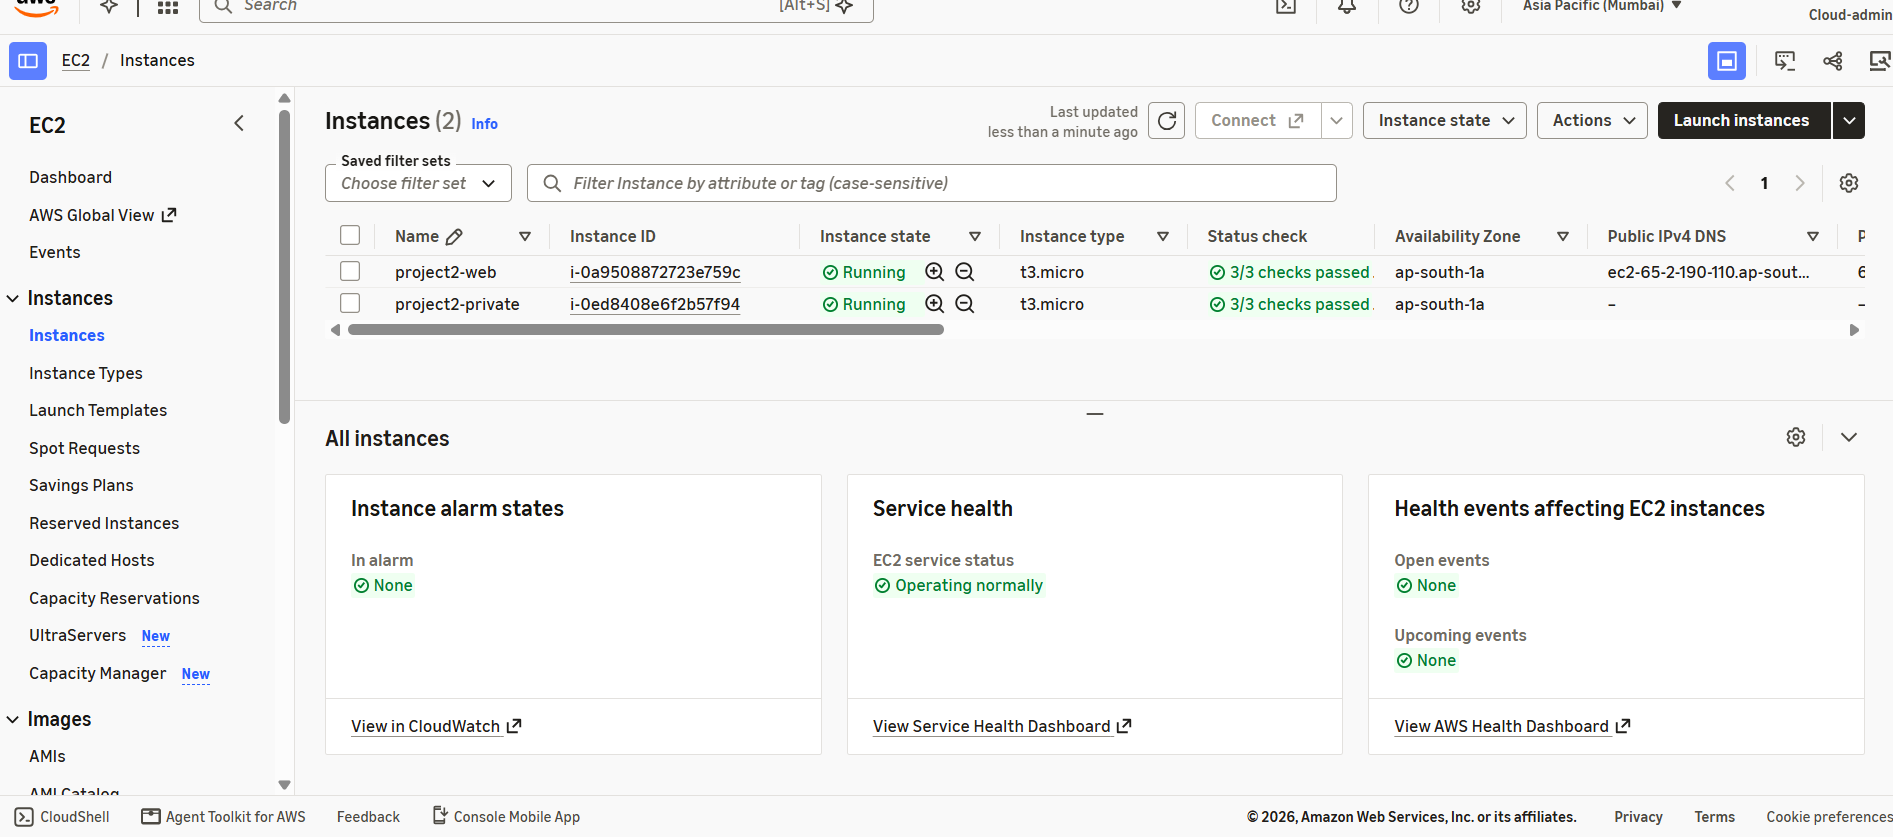 aws
Search
[Alt+S]
Asia Pacific (Mumbai)
Cloud-admin
EC2 / Instances
EC2
Dashboard
AWS Global View
Events
Instances
Instances
Instance Types
Launch Templates
Spot Requests
Savings Plans
Reserved Instances
Dedicated Hosts
Capacity Reservations
UltraServers New
Capacity Manager New
Images
AMIs
AMI Catalog
Instances (2) Info
Last updated
less than a minute ago
Connect
Instance state
Actions
Launch instances
Saved filter sets
Choose filter set
Filter Instance by attribute or tag (case-sensitive)
1
Name Instance ID Instance state Instance type Status check Availability Zone Public IPv4 DNS P
project2-web i-0a9508872723e759c Running t3.micro 3/3 checks passed ap-south-1a ec2-65-2-190-110.ap-sout... 6
project2-private i-0ed8408e6f2b57f94 Running t3.micro 3/3 checks passed ap-south-1a – –
All instances
Instance alarm states
In alarm
None
View in CloudWatch
Service health
EC2 service status
Operating normally
View Service Health Dashboard
Health events affecting EC2 instances
Open events
None
Upcoming events
None
View AWS Health Dashboard
CloudShell Agent Toolkit for AWS Feedback Console Mobile App © 2026, Amazon Web Services, Inc. or its affiliates. Privacy Terms Cookie preferences